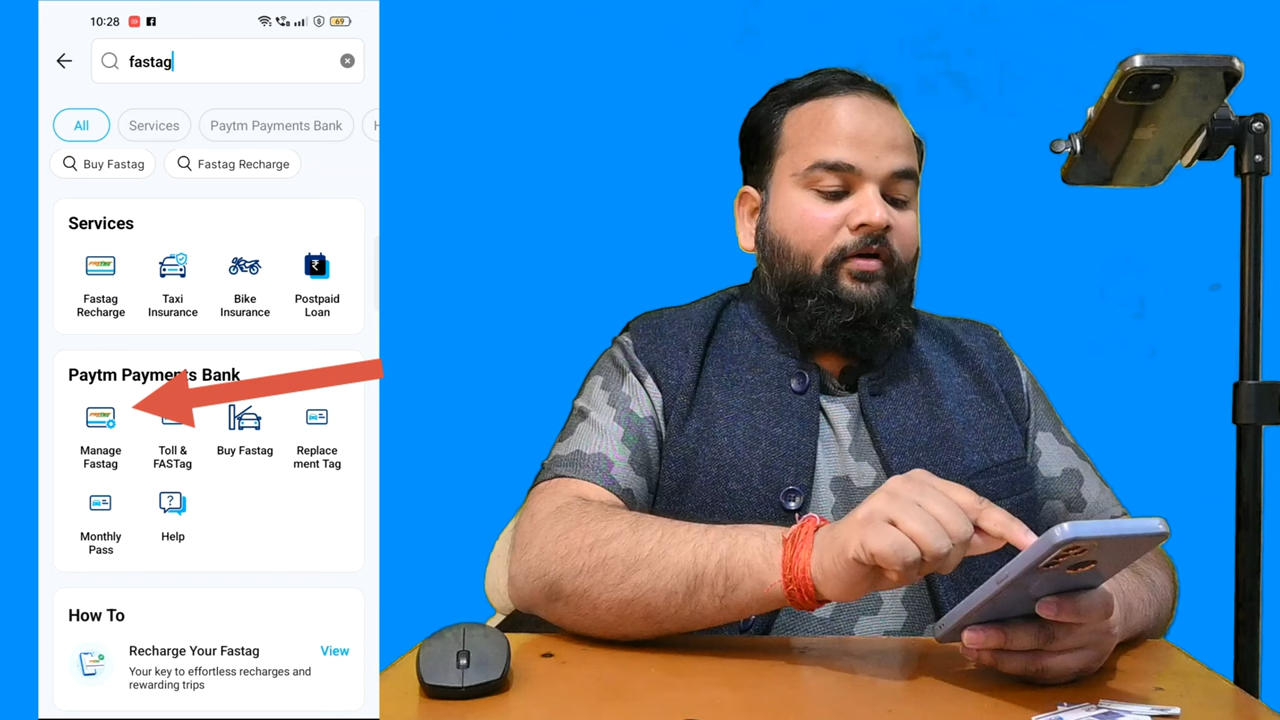 10:28
69
fastag
All
Services
Paytm Payments Bank
H
Buy Fastag
Fastag Recharge
Services
Fastag
Recharge
Taxi
Insurance
Bike
Insurance
Postpaid
Loan
Paytm Payments Bank
Manage
Fastag
Toll &
FASTag
Buy Fastag
Replace
ment Tag
Monthly
Pass
Help
How To
Recharge Your Fastag
View
Your key to effortless recharges and
rewarding trips